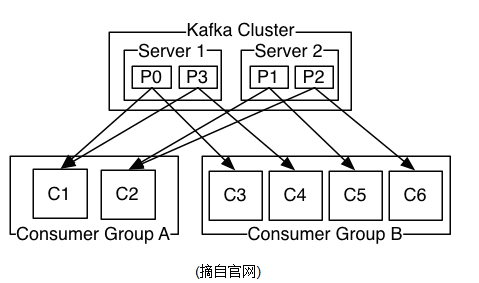 Kafka Cluster
Server 1 Server 2
P0 P3 P1 P2
C1 C2 C3 C4 C5 C6
Consumer Group A Consumer Group B
(摘自官网)